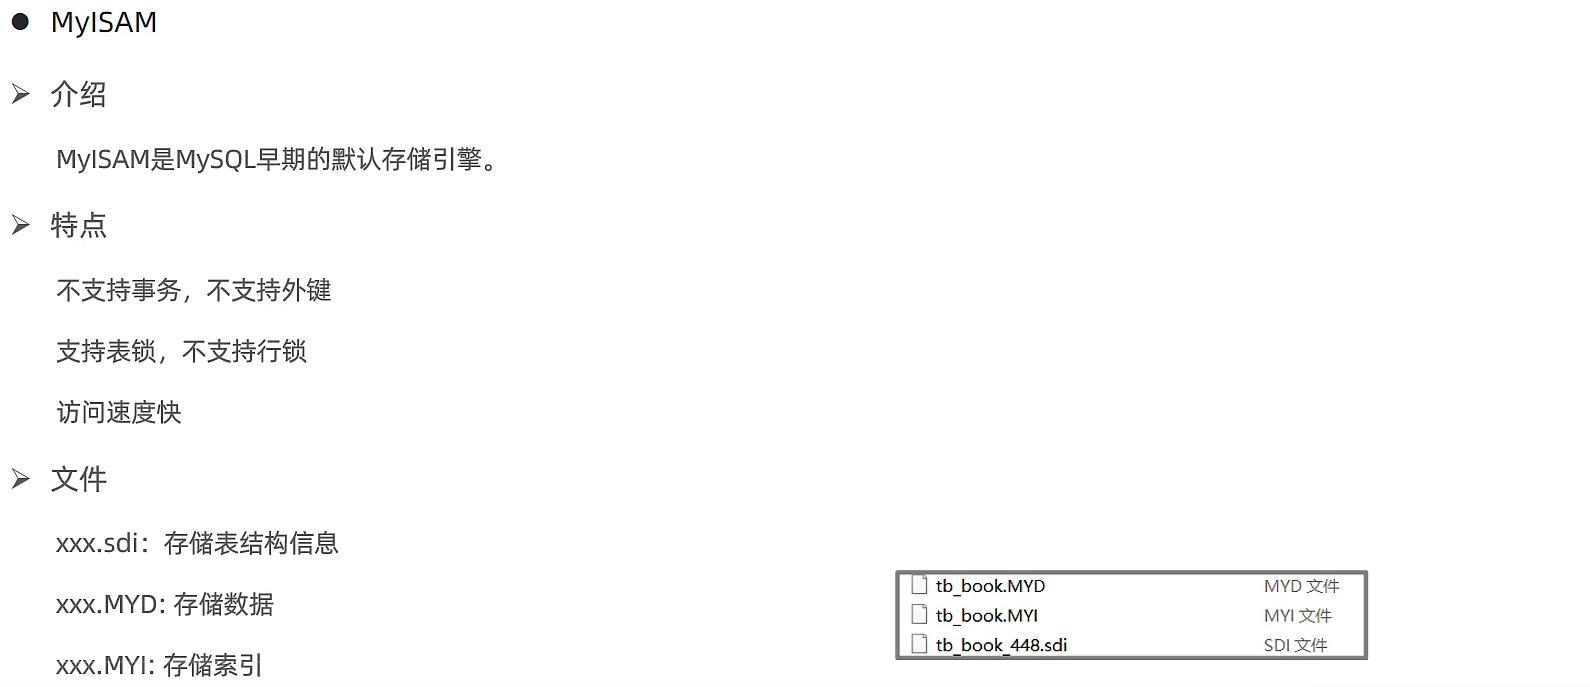 MyISAM
介绍
MyISAM是MySQL早期的默认存储引擎。
特点
不支持事务，不支持外键
支持表锁，不支持行锁
访问速度快
文件
xxx.sdi：存储表结构信息
xxx.MYD: 存储数据
xxx.MYI: 存储索引
tb_book.MYD MYD 文件
tb_book.MYI MYI 文件
tb_book_448.sdi SDI 文件